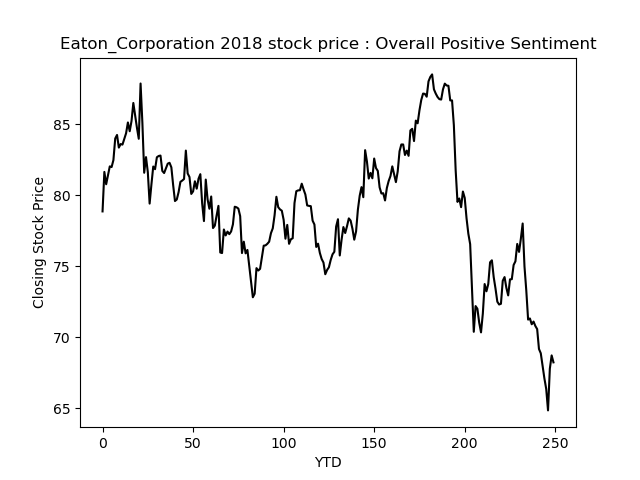 Eaton_Corporation 2018 stock price : Overall Positive Sentiment
Closing Stock Price
85
80
75
70
65
0 50 100 150 200 250
YTD